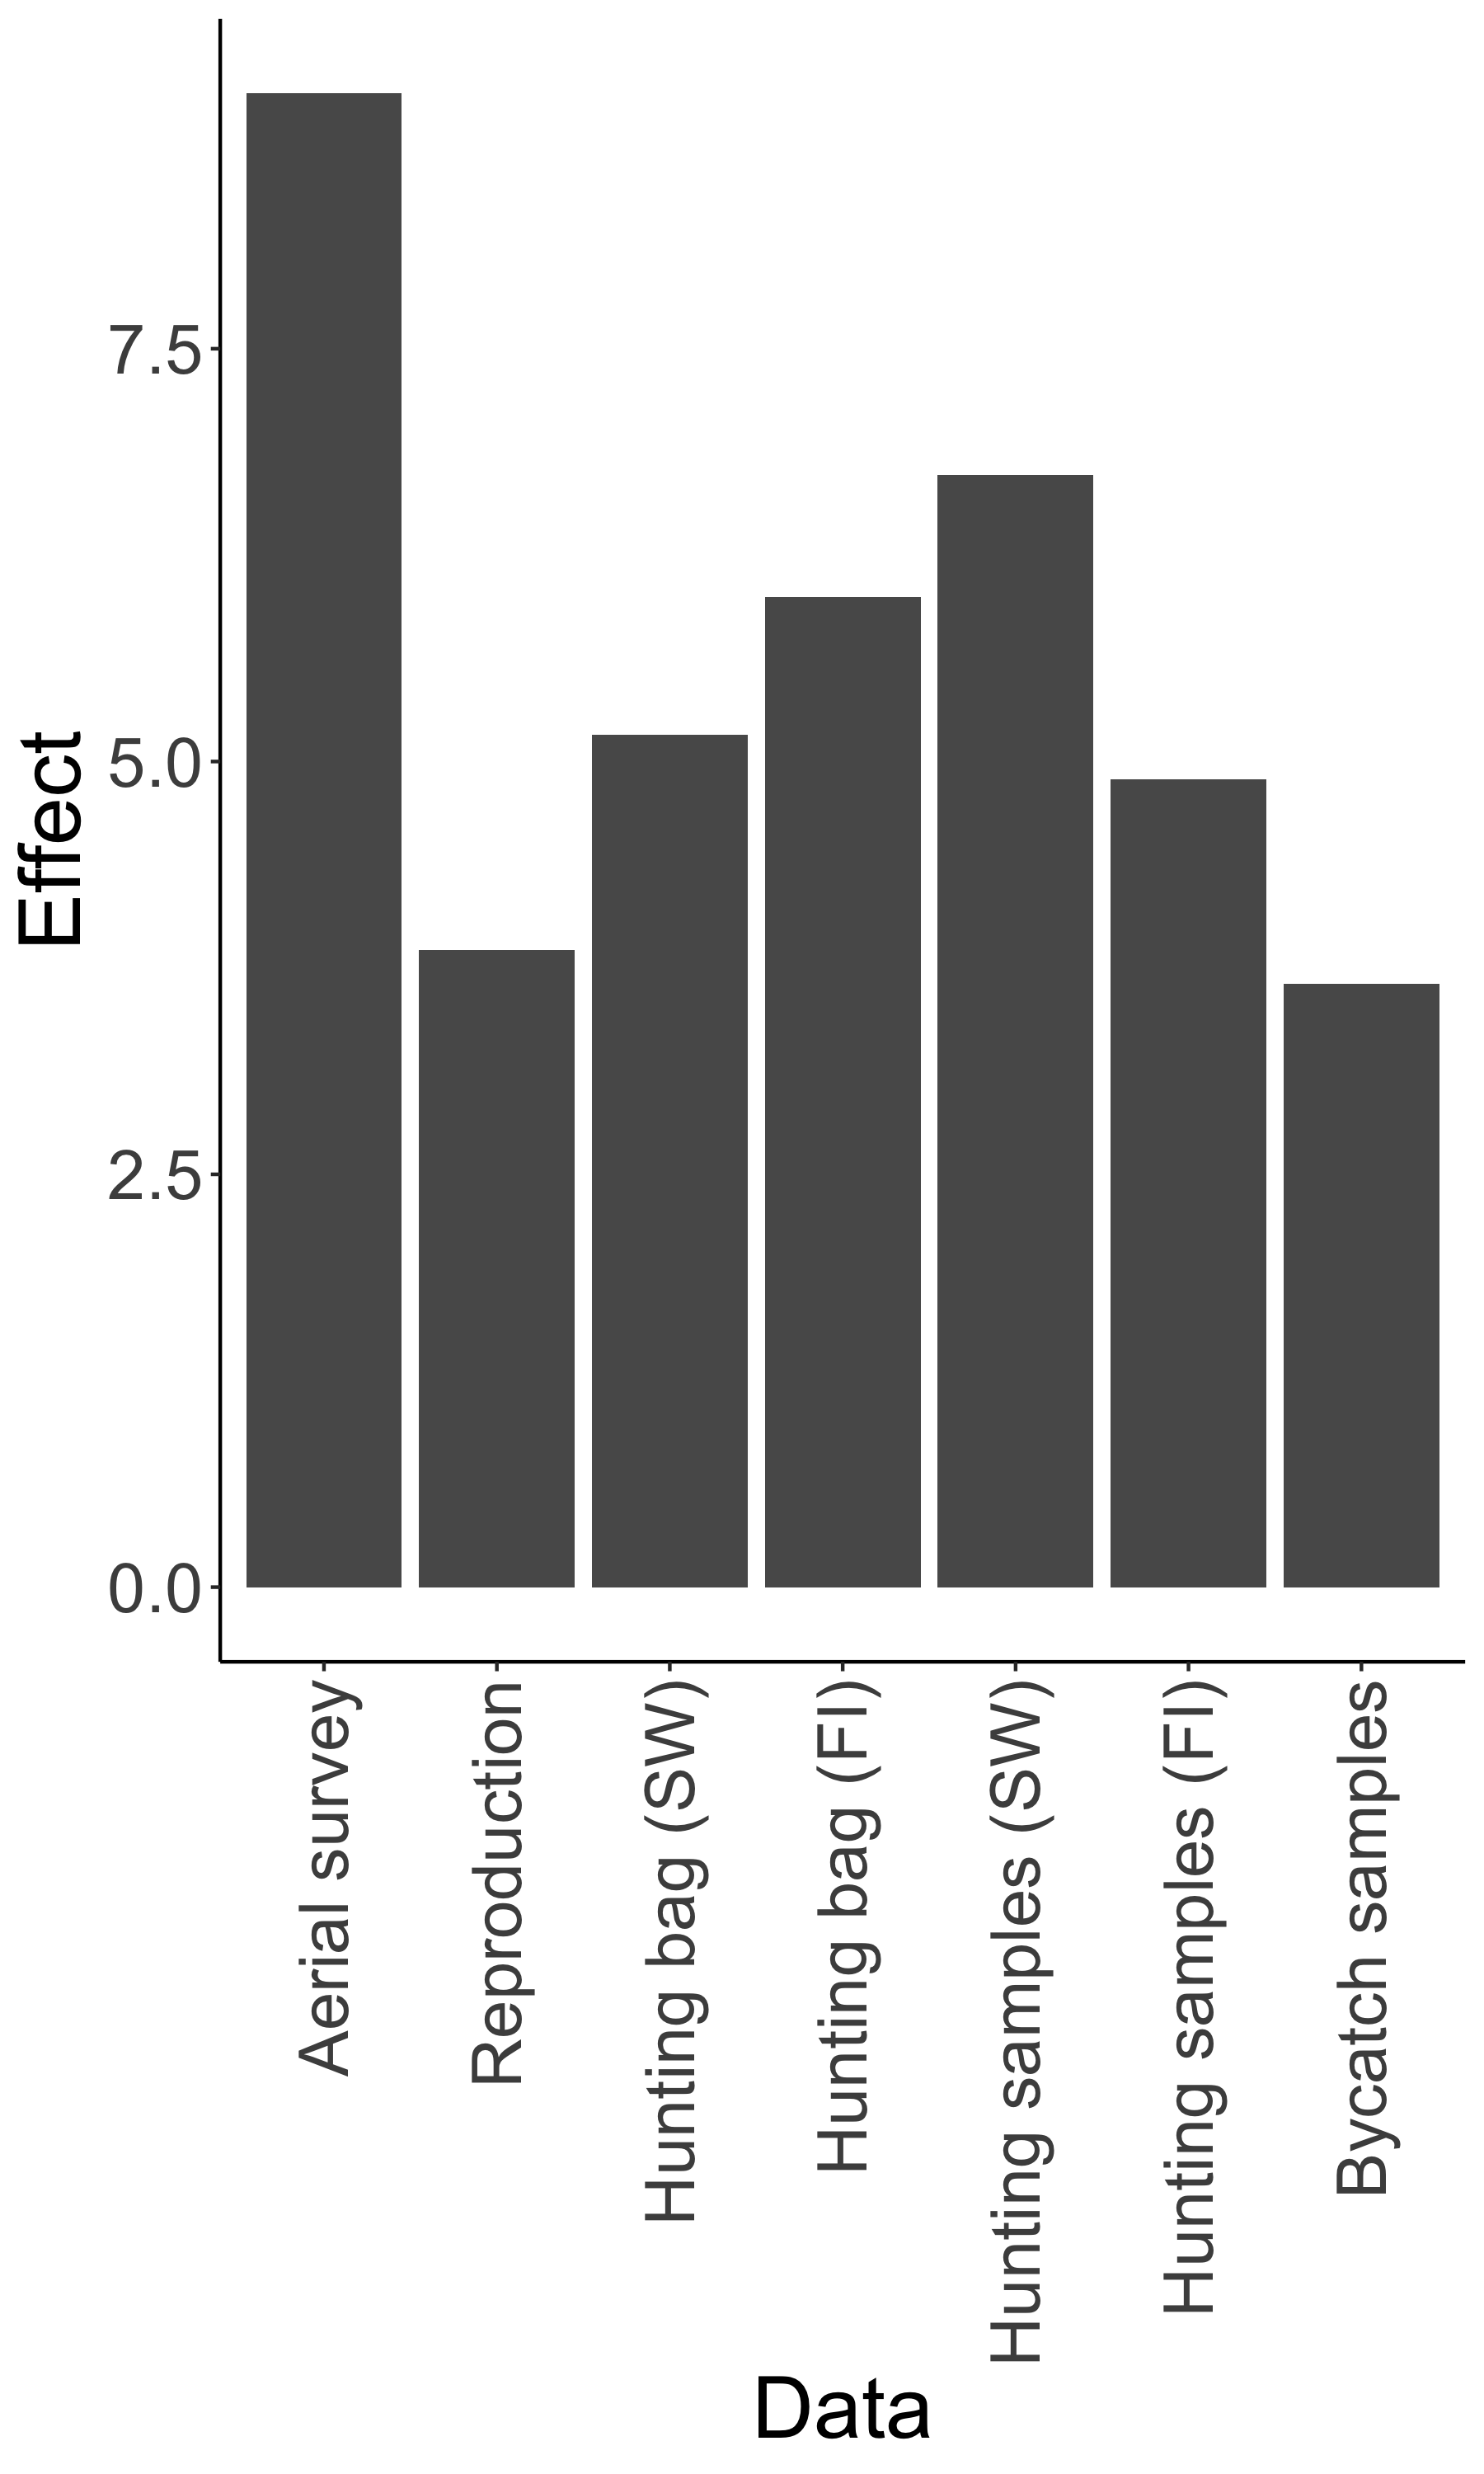 Effect
7.5
5.0
2.5
0.0
Aerial survey
Reproduction
Hunting bag (SW)
Hunting bag (FI)
Hunting samples (SW)
Hunting samples (FI)
Bycatch samples
Data